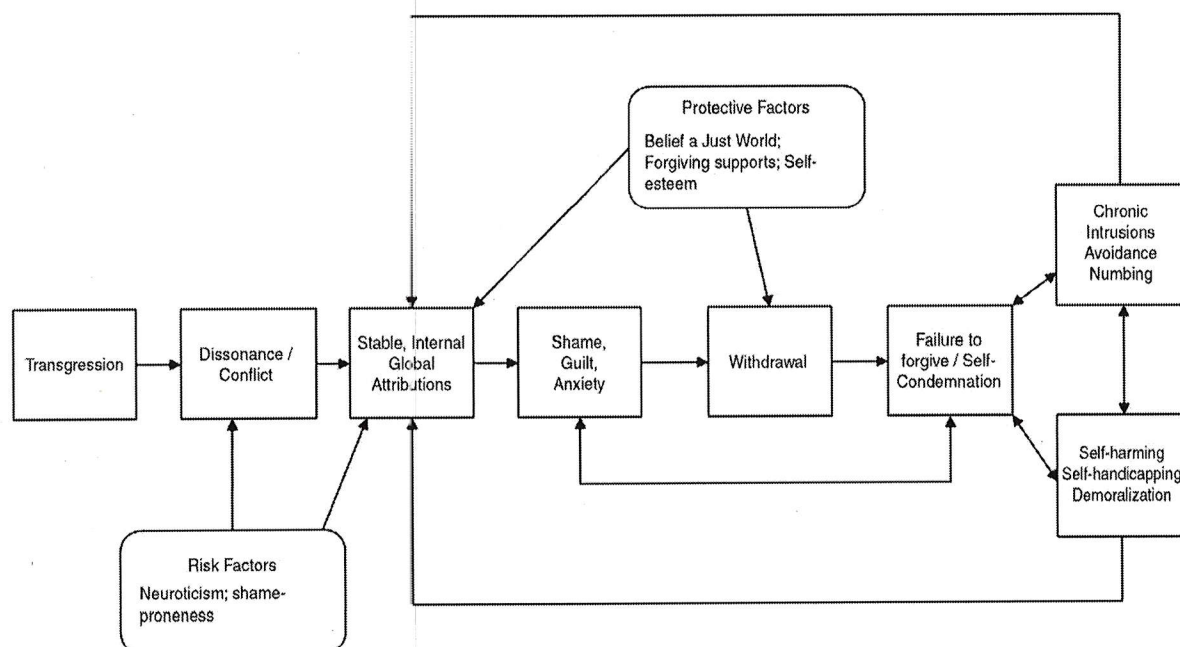 Protective Factors
Belief a Just World;
Forgiving supports; Self-
esteem
Chronic
Intrusions
Avoidance
Numbing
Transgression
Dissonance /
Conflict
Stable, Internal
Global
Attributions
Shame,
Guilt,
Anxiety
Withdrawal
Failure to
forgive / Self-
Condemnation
Self-harming
Self-handicapping
Demoralization
Risk Factors
Neuroticism; shame-
proneness